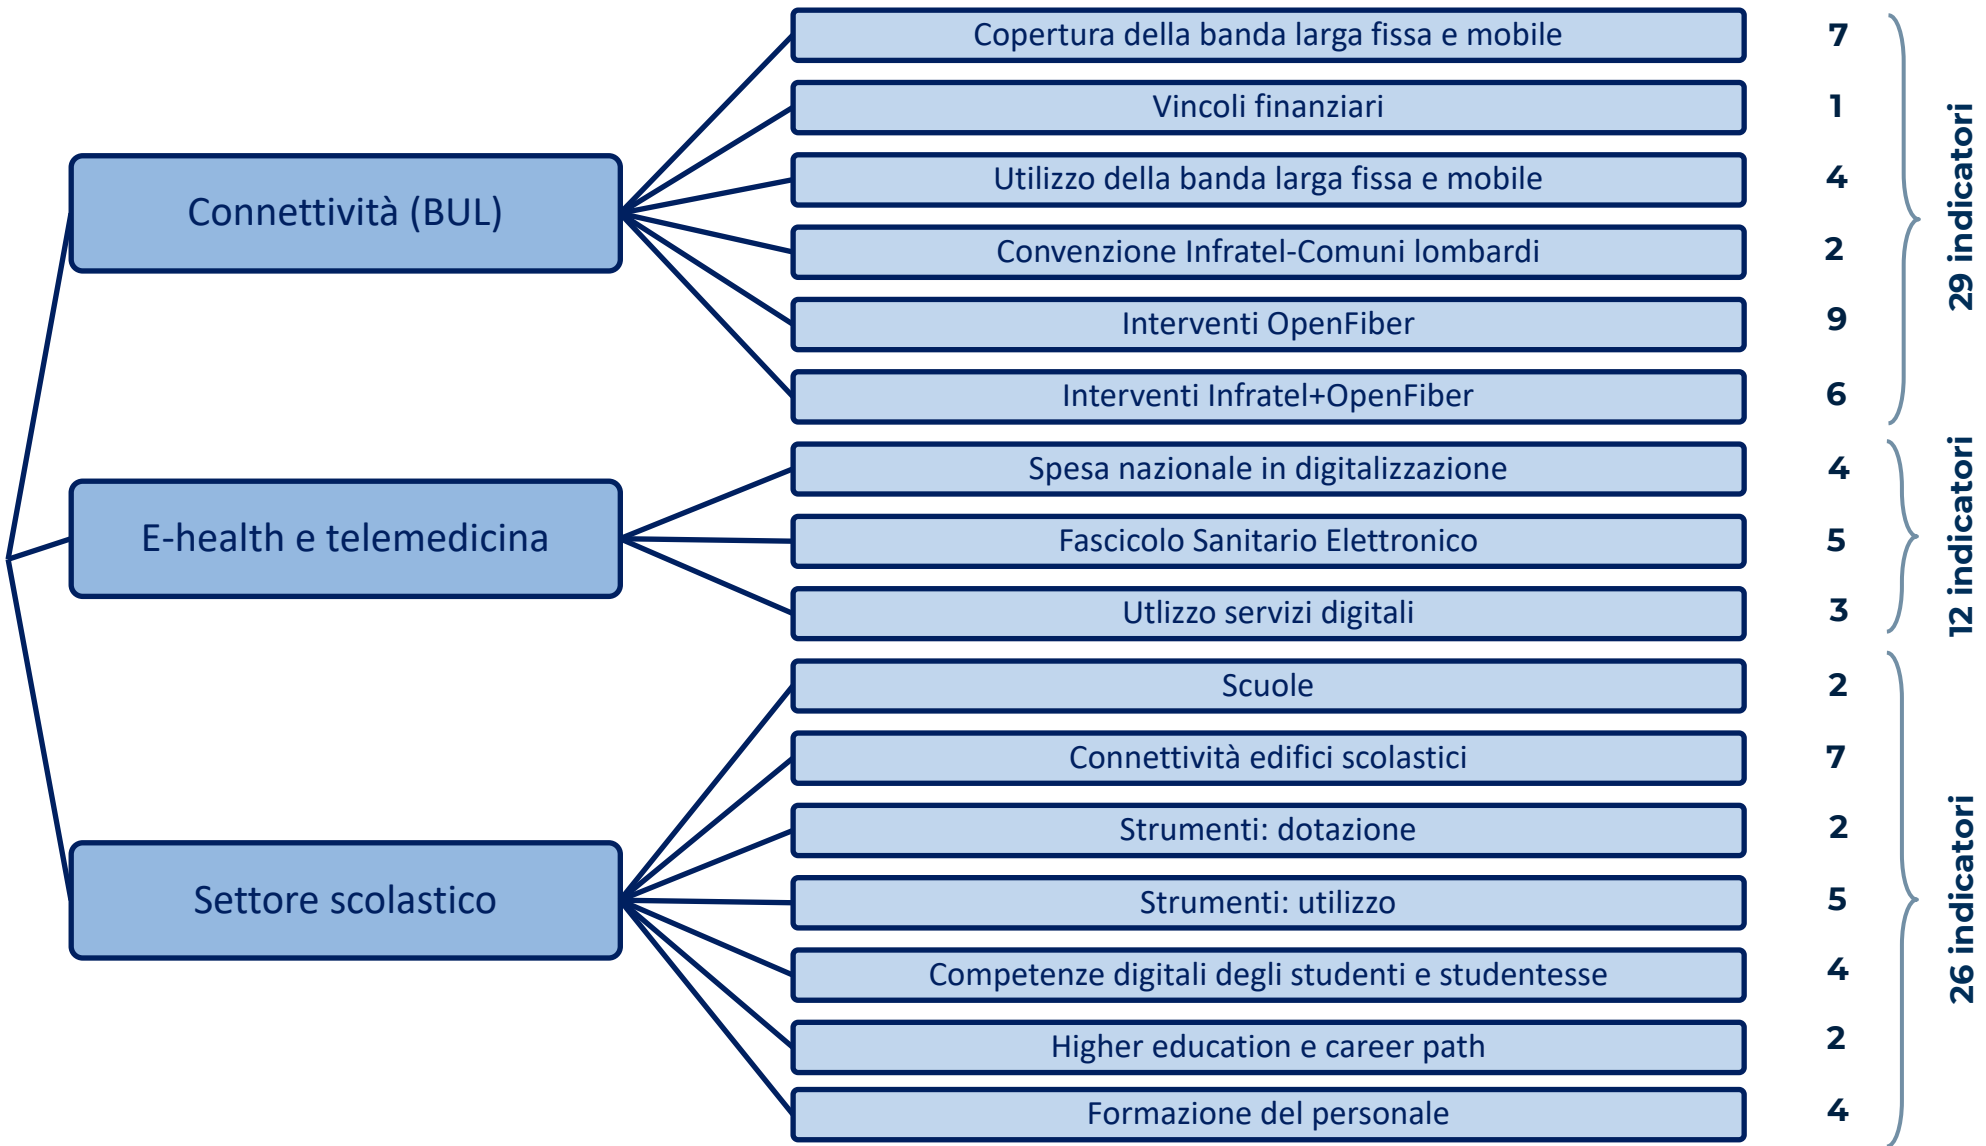 Copertura della banda larga fissa e mobile 7
Vincoli finanziari 1
Utilizzo della banda larga fissa e mobile 4
Connettività (BUL)
Convenzione Infratel-Comuni lombardi 2
Interventi OpenFiber 9
Interventi Infratel+OpenFiber 6
29 indicatori
Spesa nazionale in digitalizzazione 4
E-health e telemedicina
Fascicolo Sanitario Elettronico 5
Utlizzo servizi digitali 3
12 indicatori
Scuole 2
Connettività edifici scolastici 7
Strumenti: dotazione 2
Settore scolastico
Strumenti: utilizzo 5
Competenze digitali degli studenti e studentesse 4
Higher education e career path 2
Formazione del personale 4
26 indicatori